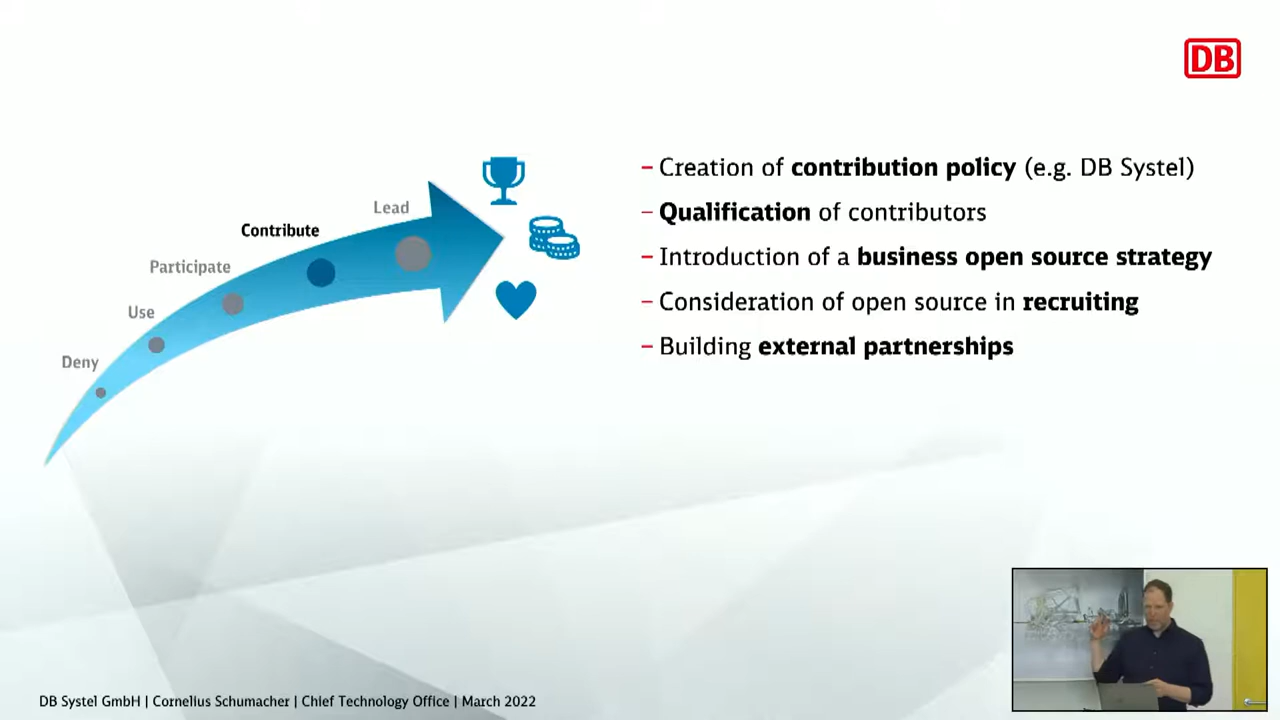 DB
Lead
Contribute
Participate
Use
Deny
– Creation of contribution policy (e.g. DB Systel)
– Qualification of contributors
– Introduction of a business open source strategy
– Consideration of open source in recruiting
– Building external partnerships
DB Systel GmbH | Cornelius Schumacher | Chief Technology Office | March 2022